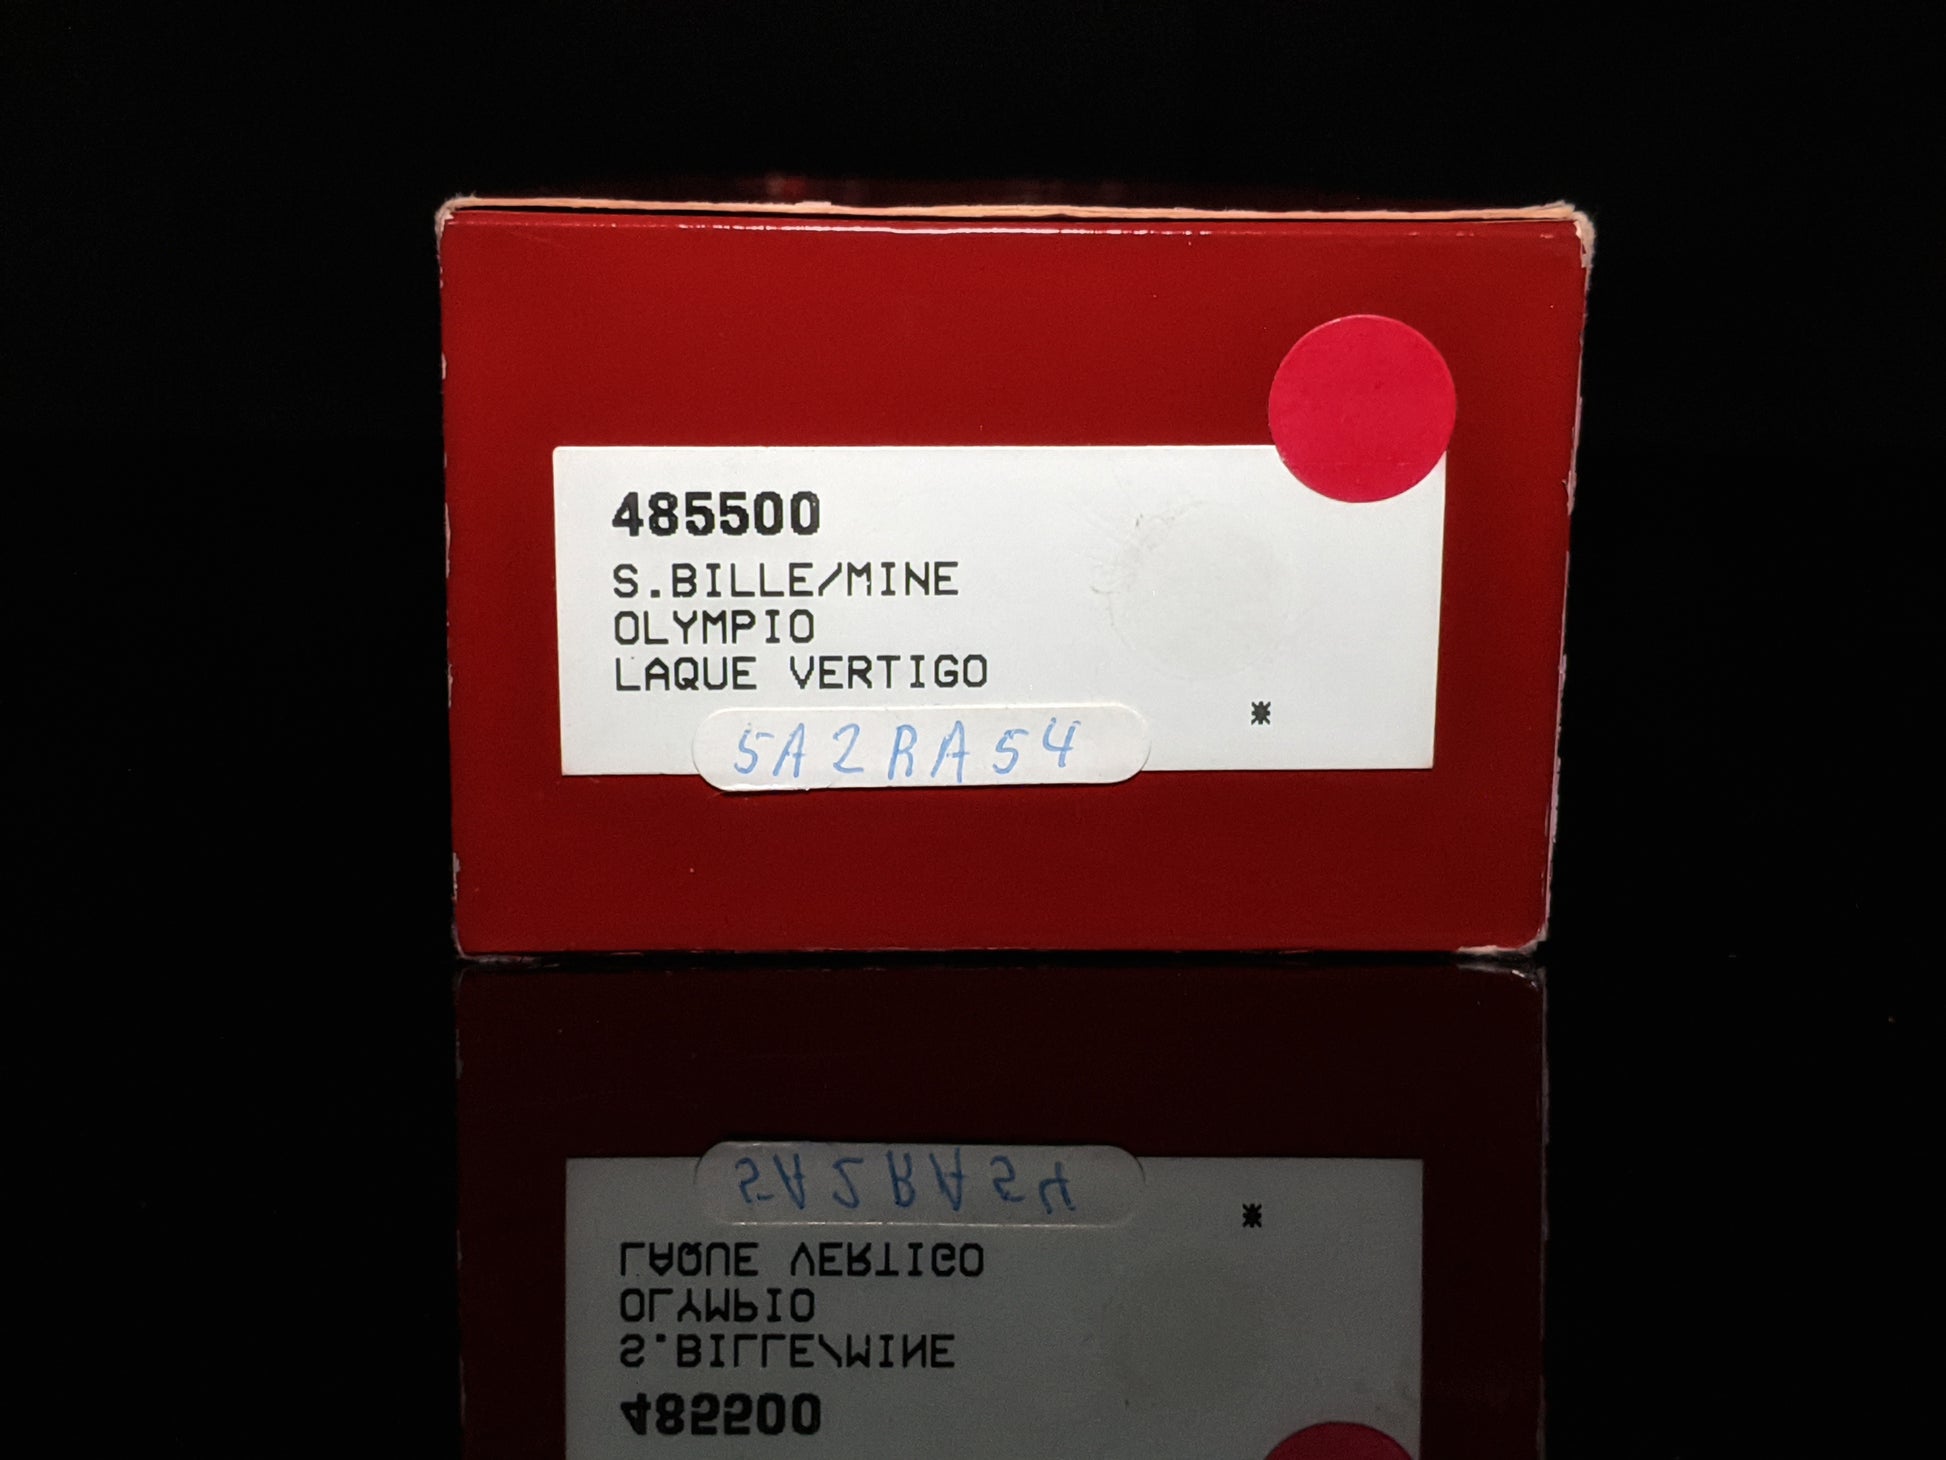 485500
S.BILLE/MINE
OLYMPIO
LAQUE VERTIGO
*
5A2RA54